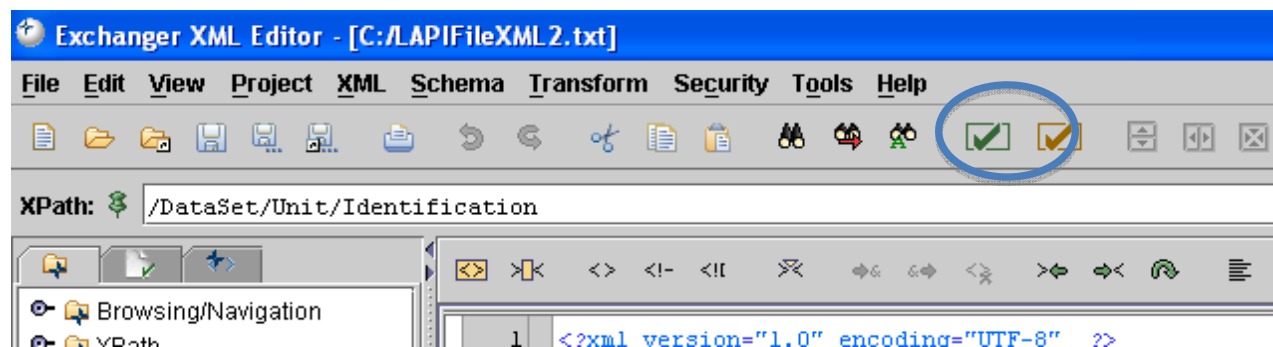 Exchanger XML Editor - [C:/LAPIFileXML2.txt]
File Edit View Project XML Schema Transform Security Tools Help
XPath: /DataSet/Unit/Identification
Browsing/Navigation
XPath
1 <?xml version="1.0" encoding="UTF-8" ?>